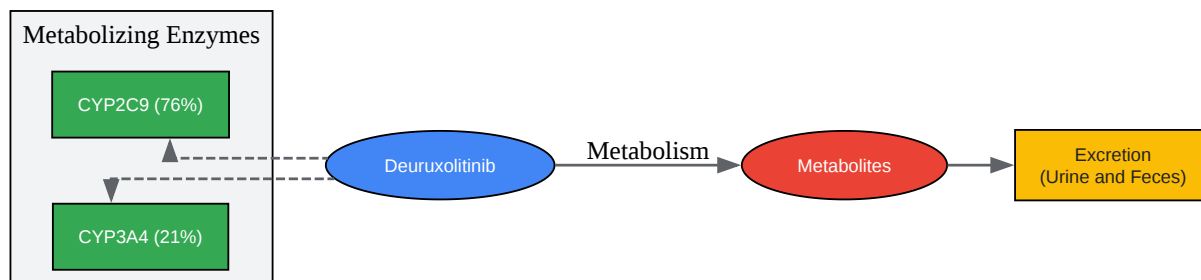 Metabolizing Enzymes
CYP2C9 (76%)
CYP3A4 (21%)
Deuruxolitinib
Metabolism
Metabolites
Excretion
(Urine and Feces)